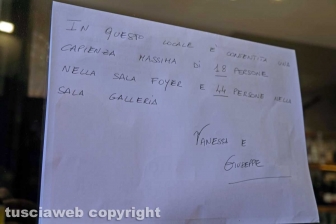 IN QUESTO LOCALE È CONSENTITA UNA
CAPIENZA MASSIMA DI 18 PERSONE
NELLA SALA FOYER E 44 PERSONE NELLA
SALA GALLERIA
VANESSA E
GIUSEPPE
tusciaweb copyright